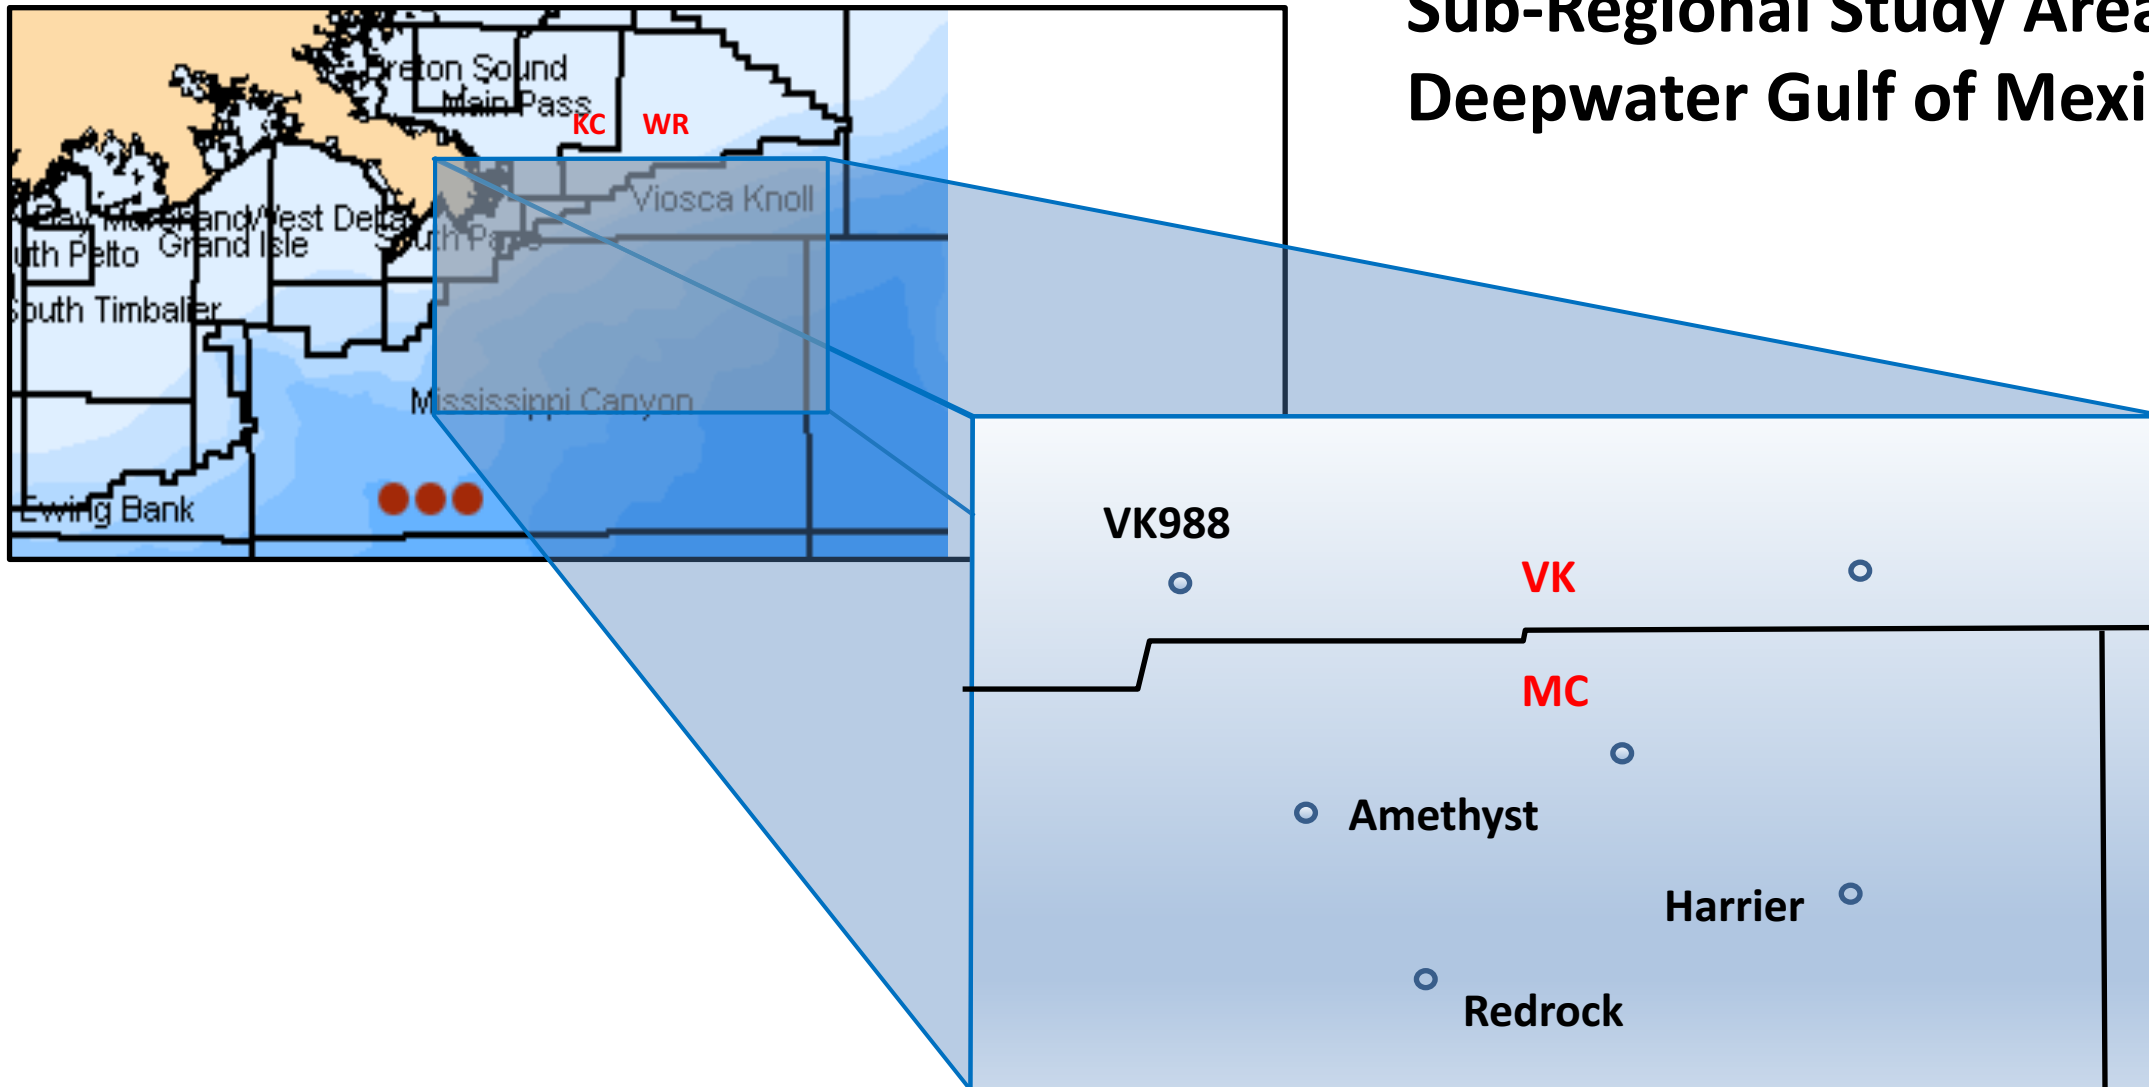 Sub-Regional Study Area
Deepwater Gulf of Mexi
Breton Sound
Main Pass
KC WR
Viosca Knoll
West Delta
South Pass
Grand Isle
uth Pelto
South Timbalier
Mississippi Canyon
Ewing Bank
VK988
VK
MC
Amethyst
Harrier
Redrock